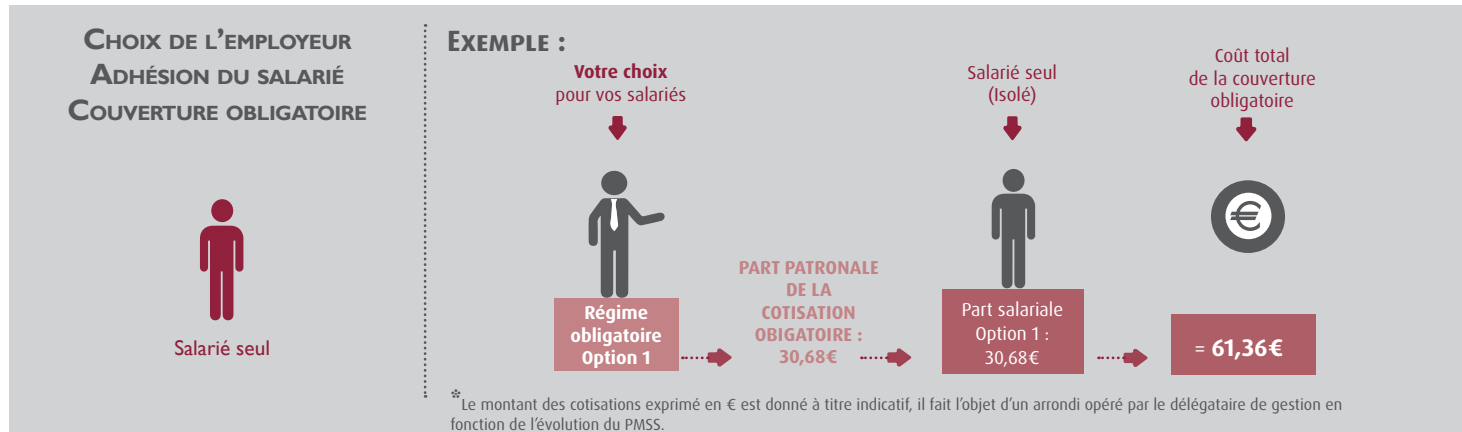 CHOIX DE L'EMPLOYEUR
ADHÉSION DU SALARIÉ
COUVERTURE OBLIGATOIRE
Salarié seul
EXEMPLE :
Votre choix
pour vos salariés
Régime
obligatoire
Option 1
PART PATRONALE
DE LA
COTISATION
OBIGATOIRE :
30,68€
Salarié seul
(Isolé)
Part salariale
Option 1 :
30,68€
Coût total
de la couverture
obligatoire
€
= 61,36€
*Le montant des cotisations exprimé en € est donné à titre indicatif, il fait l'objet d'un arrondi opéré par le délégataire de gestion en
fonction de l'évolution du PMSS.